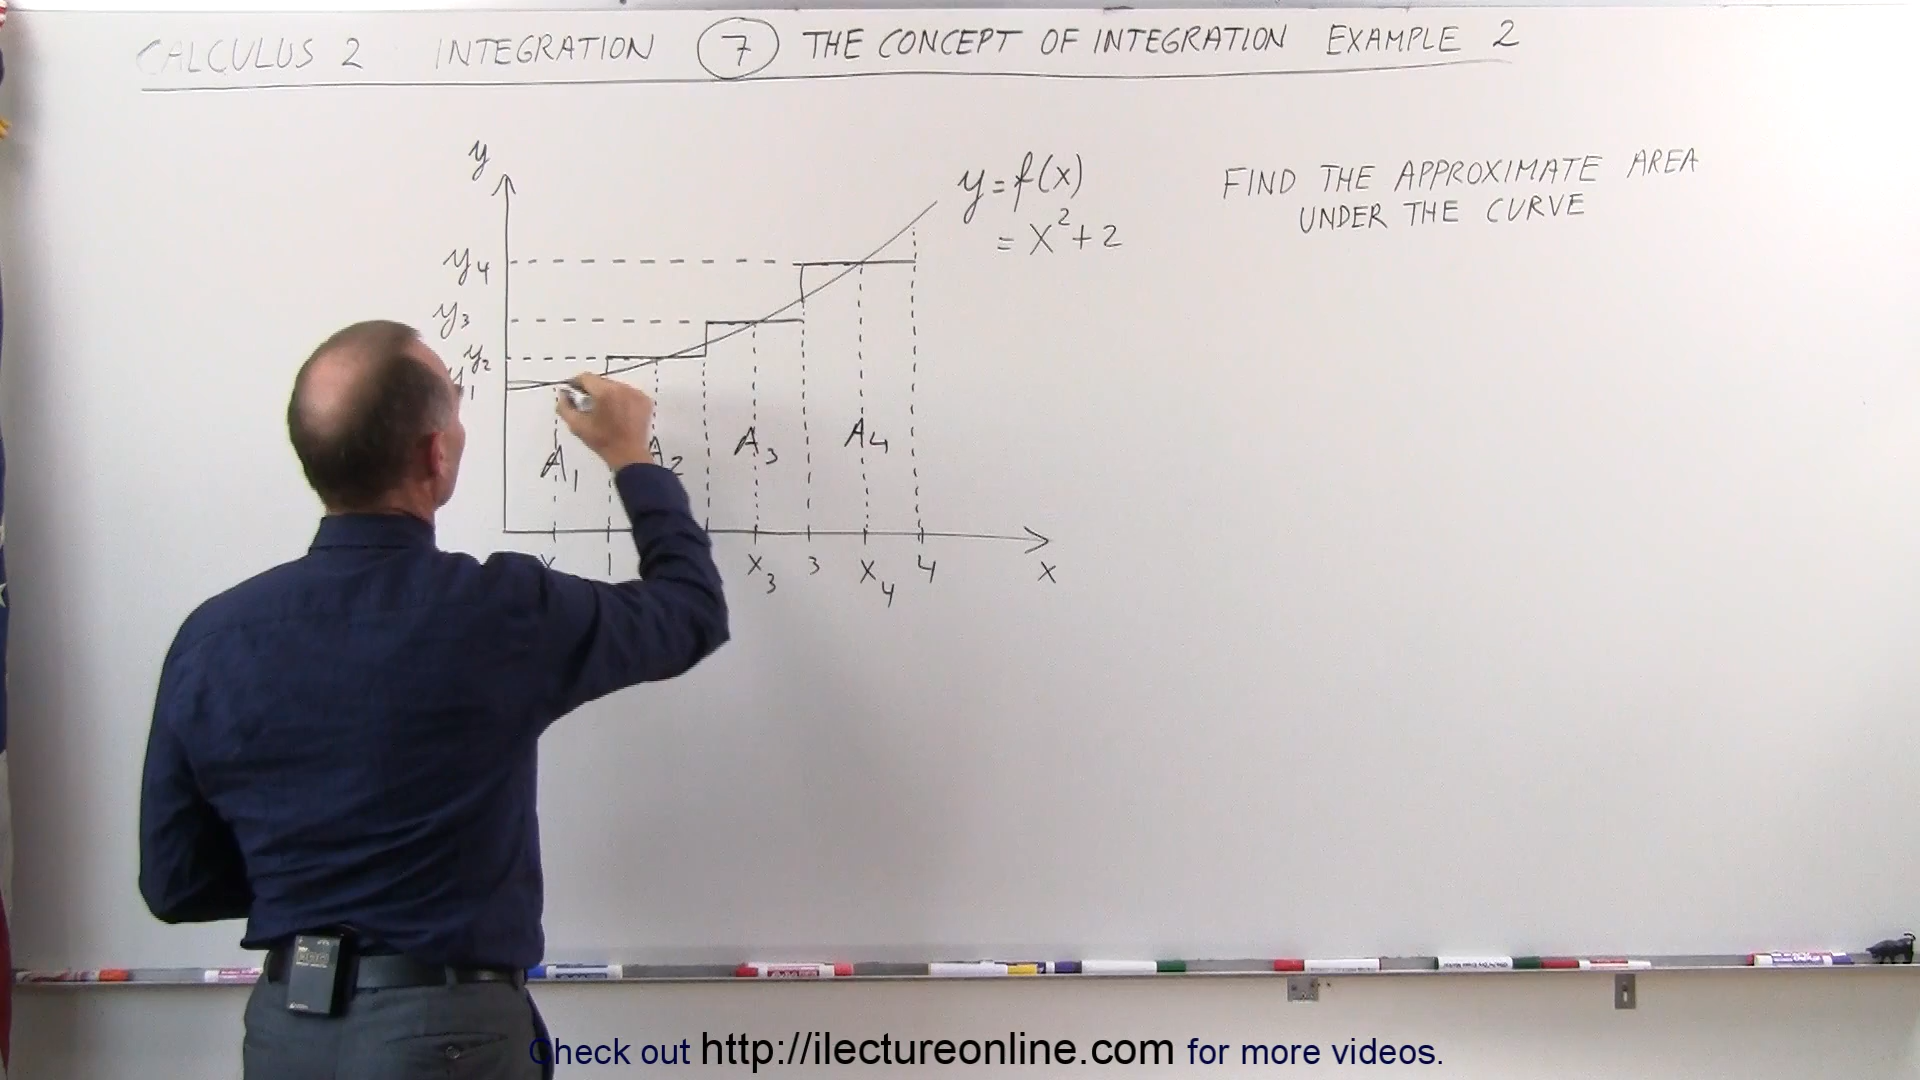 CALCULUS 2 INTEGRATION 7 THE CONCEPT OF INTEGRATION EXAMPLE 2
FIND THE APPROXIMATE AREA
UNDER THE CURVE
y
y = f(x)
= x² + 2
y₄
y₃
y₂
y₁
A₁ A₂ A₃ A₄
x 1 x₃ 3 x₄ 4 x
Check out http://ilectureonline.com for more videos.